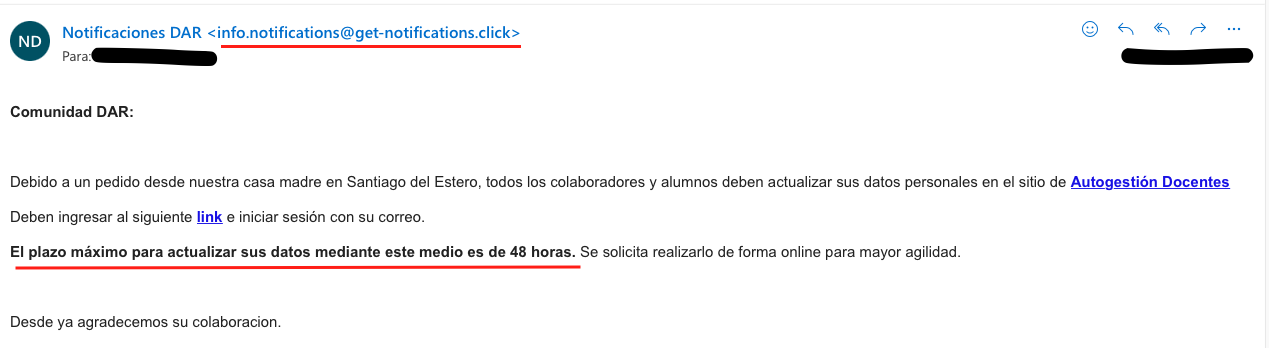 ND
Notificaciones DAR <info.notifications@get-notifications.click>
Para:
Comunidad DAR:
Debido a un pedido desde nuestra casa madre en Santiago del Estero, todos los colaboradores y alumnos deben actualizar sus datos personales en el sitio de Autogestión Docentes
Deben ingresar al siguiente link e iniciar sesión con su correo.
El plazo máximo para actualizar sus datos mediante este medio es de 48 horas. Se solicita realizarlo de forma online para mayor agilidad.
Desde ya agradecemos su colaboracion.